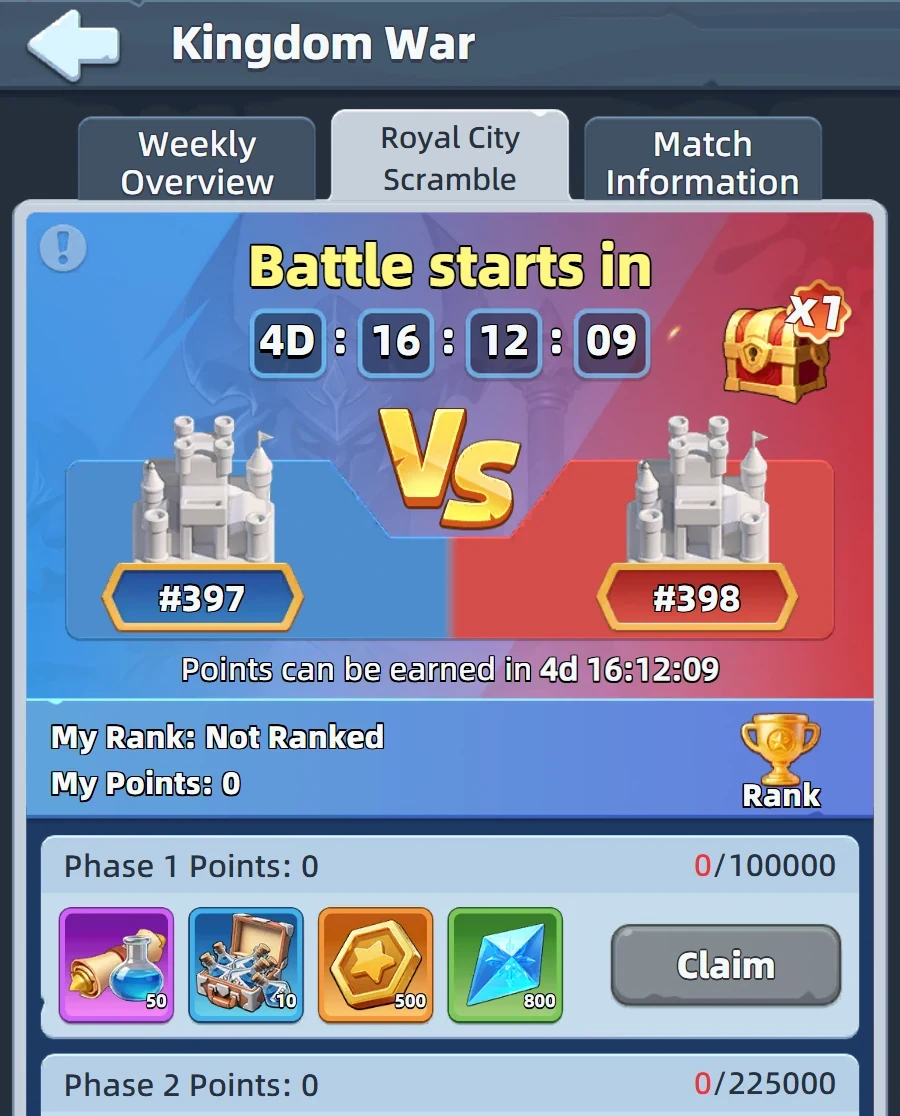 Kingdom War
Weekly
Overview
Royal City
Scramble
Match
Information
!
Battle starts in
4D : 16 : 12 : 09
x1
VS
#397
#398
Points can be earned in 4d 16:12:09
My Rank: Not Ranked
My Points: 0
Rank
Phase 1 Points: 0
0/100000
50
10
500
800
Claim
Phase 2 Points: 0
0/225000